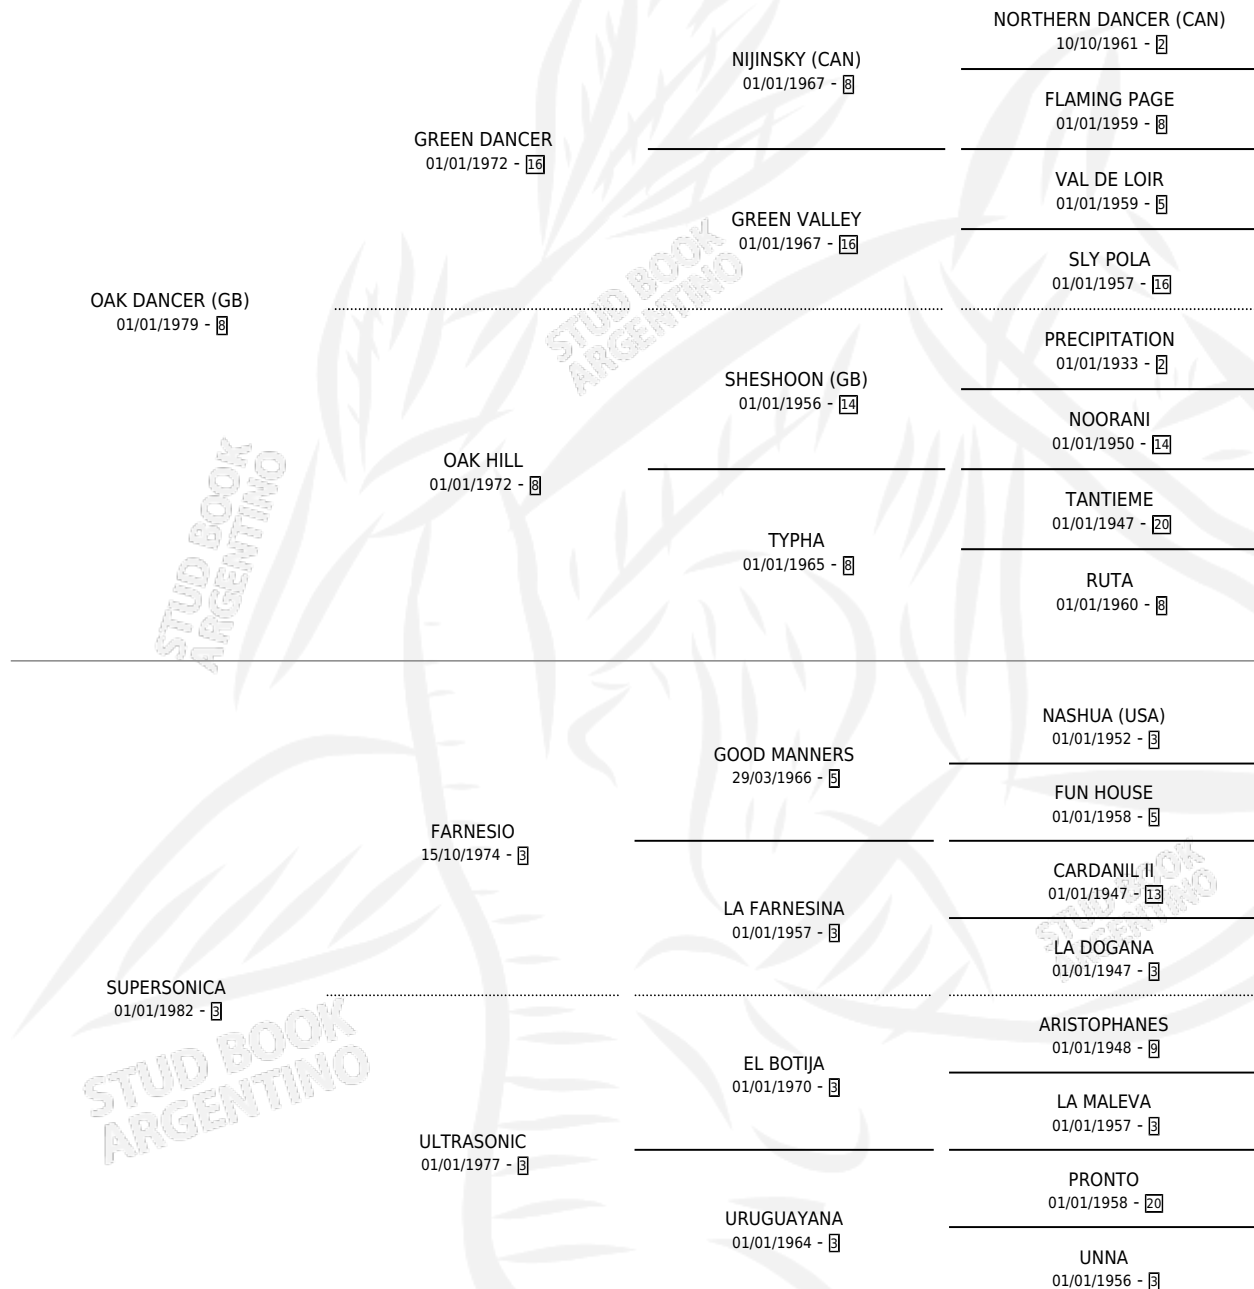 NORTHERN DANCER (CAN)
10/10/1961 - 2
NIJINSKY (CAN)
01/01/1967 - 8
FLAMING PAGE
01/01/1959 - 8
GREEN DANCER
01/01/1972 - 16
VAL DE LOIR
01/01/1959 - 5
GREEN VALLEY
01/01/1967 - 16
SLY POLA
01/01/1957 - 16
OAK DANCER (GB)
01/01/1979 - 8
STUD BOOK
ARGENTINO
PRECIPITATION
01/01/1933 - 2
SHESHOON (GB)
01/01/1956 - 14
NOORANI
01/01/1950 - 14
OAK HILL
01/01/1972 - 8
TANTIEME
01/01/1947 - 20
TYPHA
01/01/1965 - 8
RUTA
01/01/1960 - 8
STUD BOOK
ARGENTINO
NASHUA (USA)
01/01/1952 - 3
GOOD MANNERS
29/03/1966 - 5
FUN HOUSE
01/01/1958 - 5
FARNESIO
15/10/1974 - 3
CARDANIL II
01/01/1947 - 13
STUD BOOK
ARGENTINO
LA FARNESINA
01/01/1957 - 3
LA DOGANA
01/01/1947 - 3
SUPERSONICA
01/01/1982 - 3
ARISTOPHANES
01/01/1948 - 9
EL BOTIJA
01/01/1970 - 3
STUD BOOK
ARGENTINO
LA MALEVA
01/01/1957 - 3
ULTRASONIC
01/01/1977 - 3
PRONTO
01/01/1958 - 20
URUGUAYANA
01/01/1964 - 3
UNNA
01/01/1956 - 3